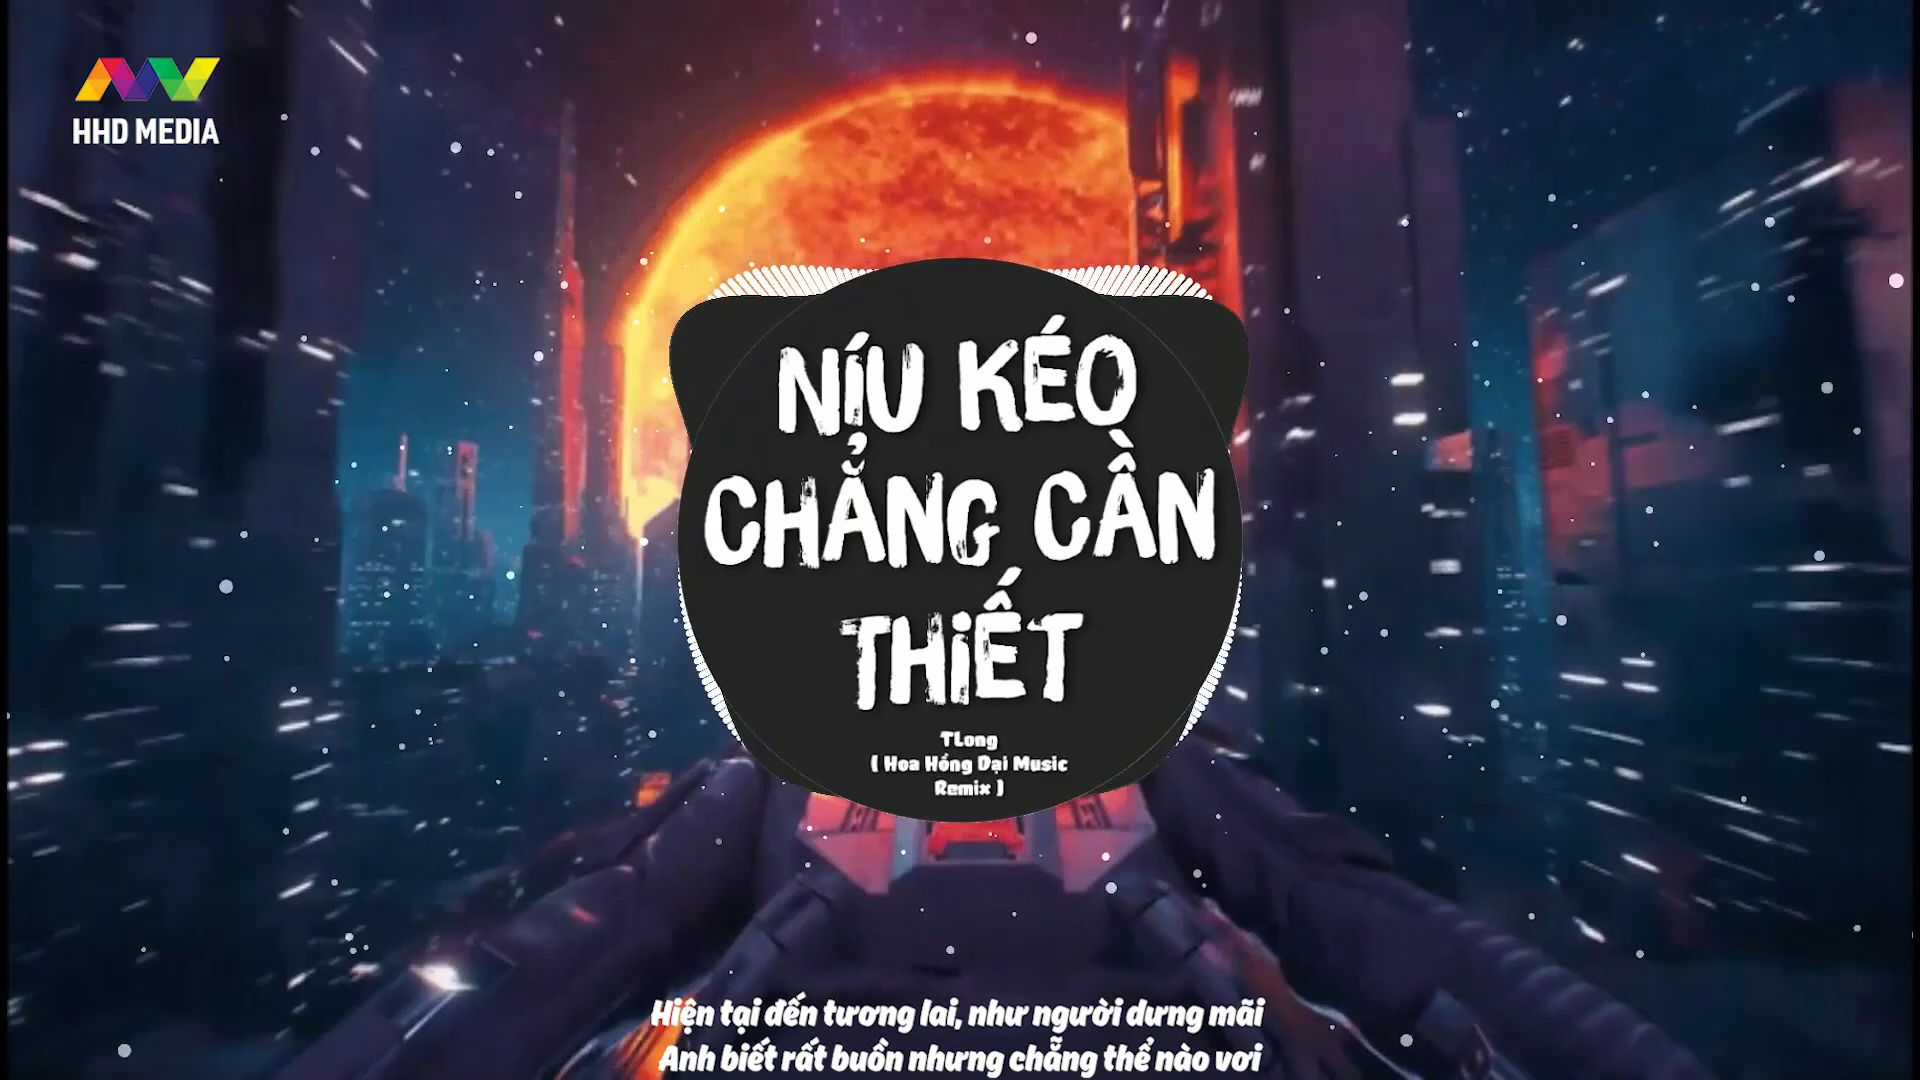 HHD MEDIA
NÍU KÉO
CHẲNG CẦN
THIẾT
TLong
( Hoa Hồng Dại Music
Remix )
Hiện tại đến tương lai, như người dưng mãi
Anh biết rất buồn nhưng chẳng thể nào vơi